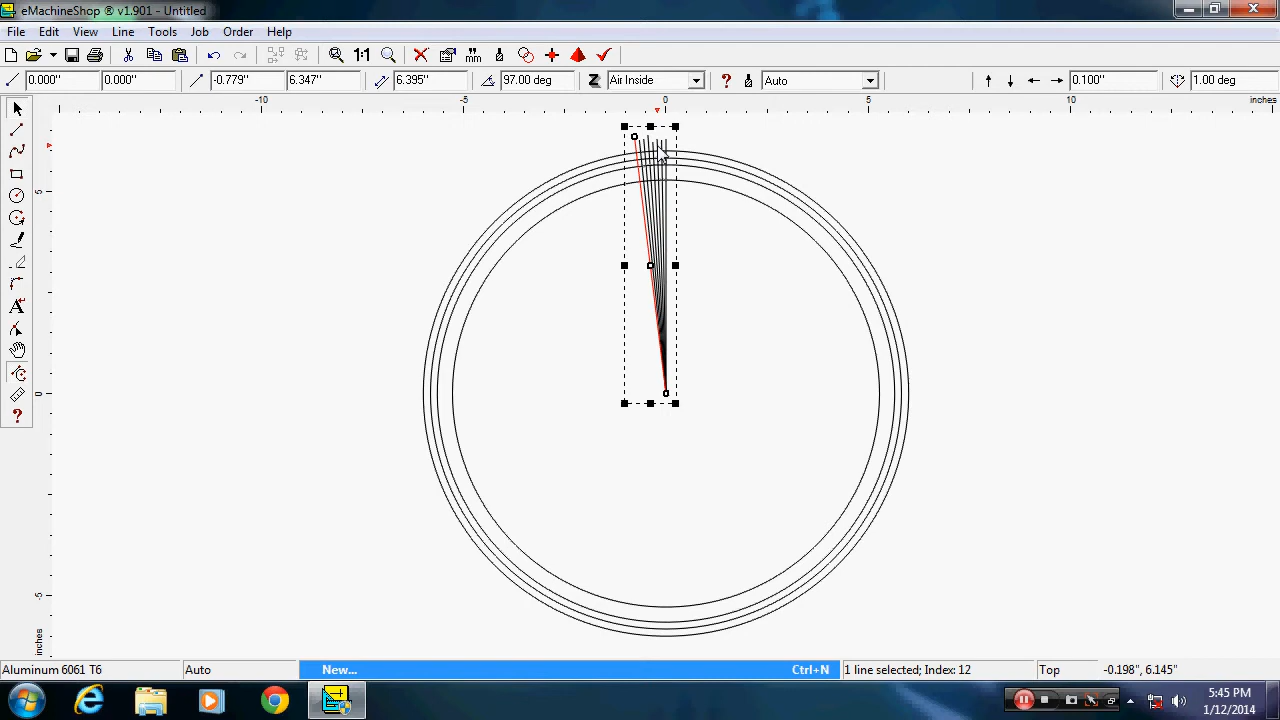 eMachineShop ® v1.901 - Untitled
File Edit View Line Tools Job Order Help
1:1 mm
0.000" 0.000" -0.779" 6.347" 6.395" 97.00 deg Z Air Inside ? Auto 0.100" 1.00 deg
-10 -5 0 5 10 inches
5
A
0
?
-5
inches
Aluminum 6061 T6 Auto New... Ctrl+N 1 line selected; Index: 12 Top -0.198", 6.145"
5:45 PM
1/12/2014